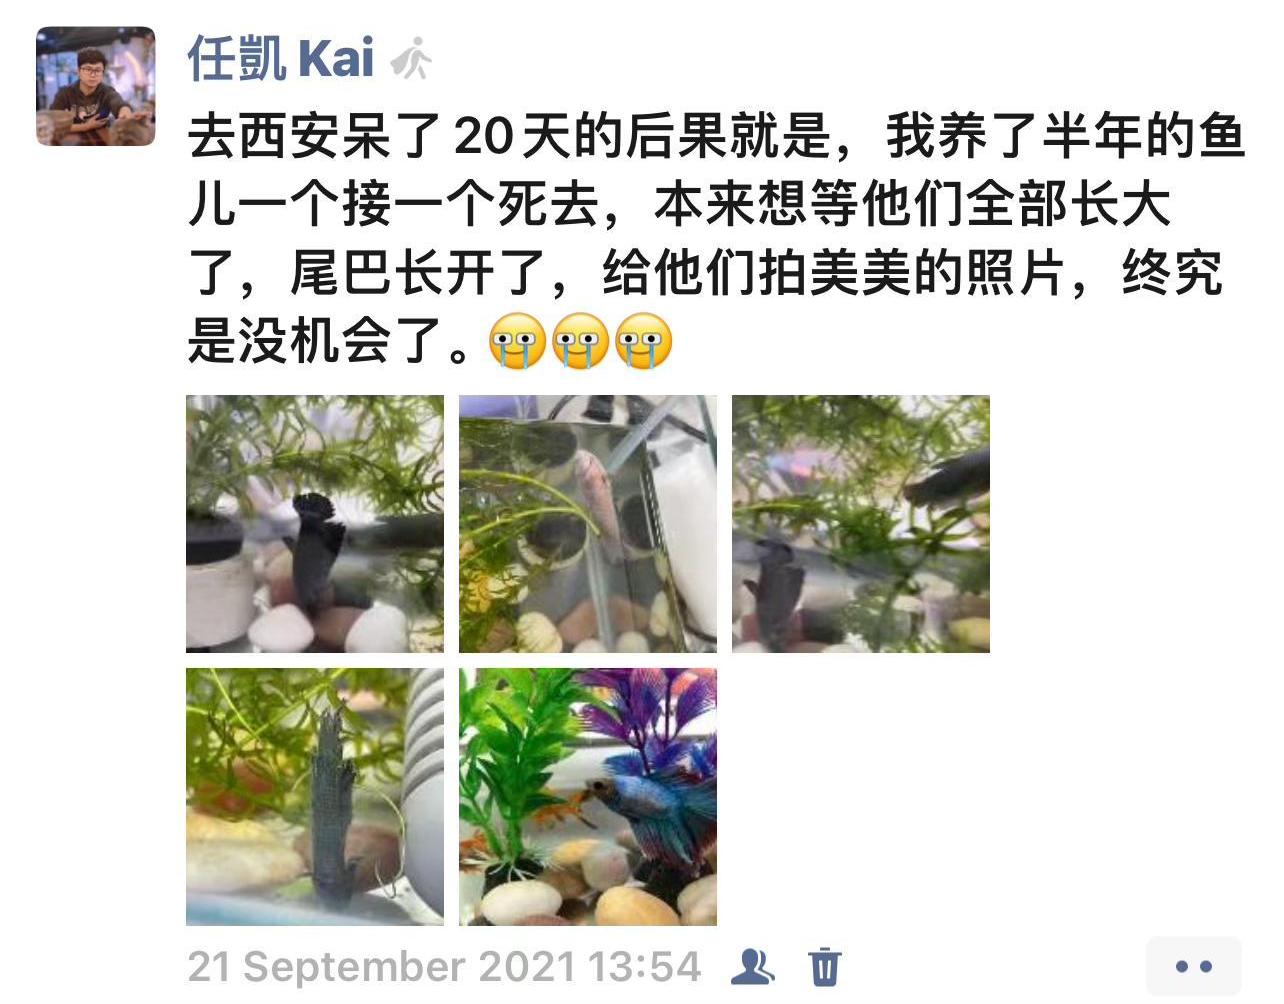 任凱 Kai
去西安呆了20天的后果就是，我养了半年的鱼
儿一个接一个死去，本来想等他们全部长大
了，尾巴长开了，给他们拍美美的照片，终究
是没机会了。😭😭😭
21 September 2021 13:54